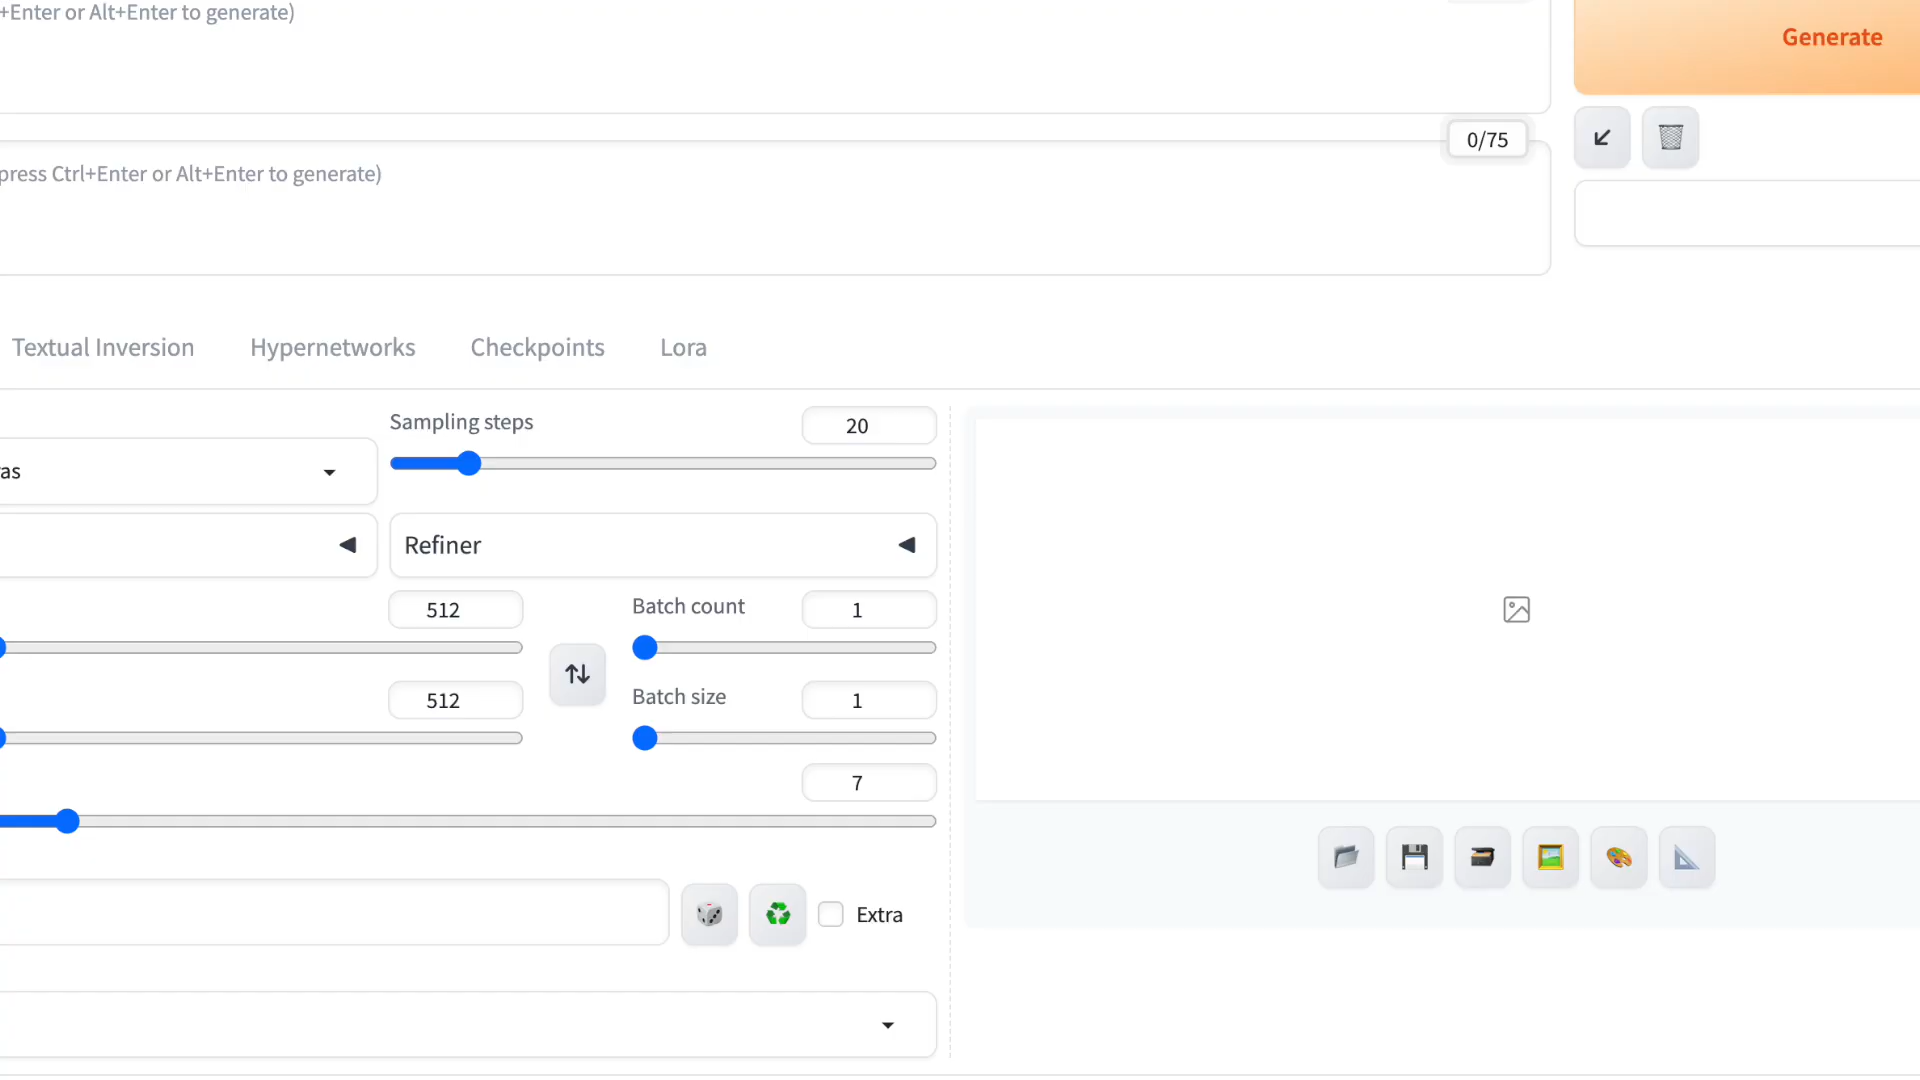 +Enter or Alt+Enter to generate)
Generate
0/75
press Ctrl+Enter or Alt+Enter to generate)
Textual Inversion
Hypernetworks
Checkpoints
Lora
Sampling steps
20
as
Refiner
512
Batch count
1
512
Batch size
1
7
Extra